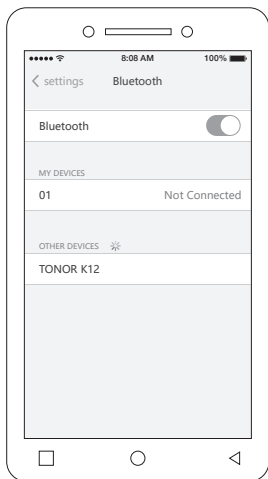 8:08 AM 100%
settings Bluetooth
Bluetooth
MY DEVICES
01 Not Connected
OTHER DEVICES
TONOR K12